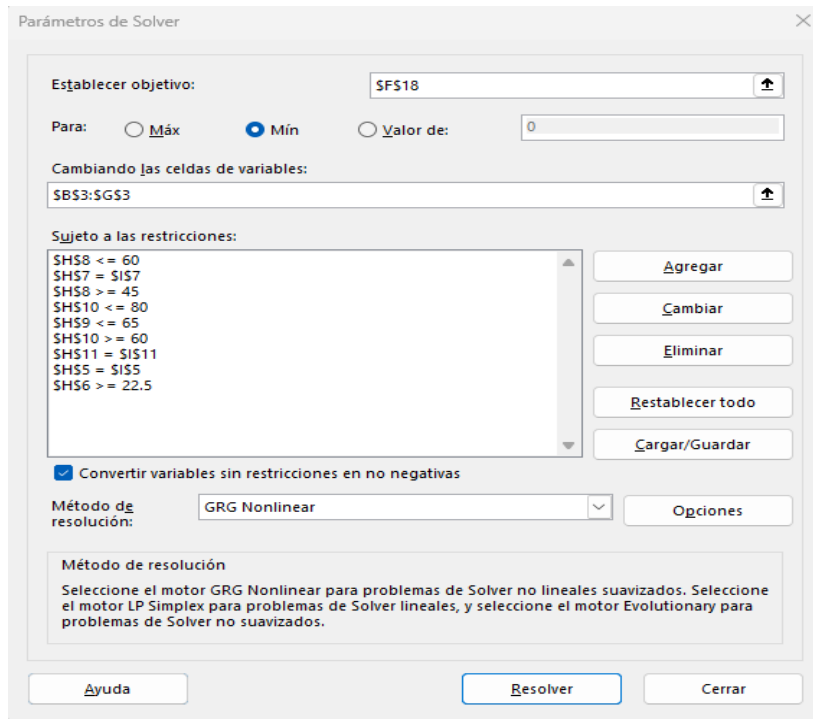 Parámetros de Solver
Establecer objetivo:
$F$18
Para:
Máx
Mín
Valor de:
0
Cambiando las celdas de variables:
$B$3:$G$3
Sujeto a las restricciones:
$H$8 <= 60
$H$7 = $I$7
$H$8 >= 45
$H$10 <= 80
$H$9 <= 65
$H$10 >= 60
$H$11 = $I$11
$H$5 = $I$5
$H$6 >= 22.5
Agregar
Cambiar
Eliminar
Restablecer todo
Cargar/Guardar
Convertir variables sin restricciones en no negativas
Método de
resolución:
GRG Nonlinear
Opciones
Método de resolución
Seleccione el motor GRG Nonlinear para problemas de Solver no lineales suavizados. Seleccione
el motor LP Simplex para problemas de Solver lineales, y seleccione el motor Evolutionary para
problemas de Solver no suavizados.
Ayuda
Resolver
Cerrar